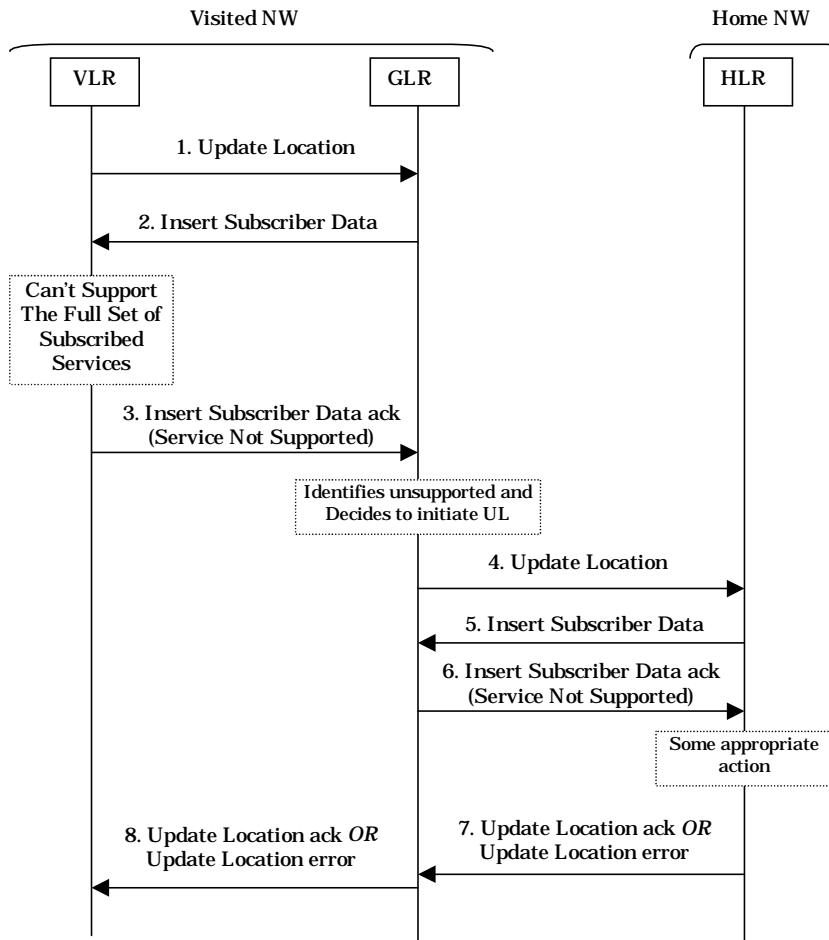 Visited NW
Home NW
VLR
GLR
HLR
1. Update Location
2. Insert Subscriber Data
Can't Support
The Full Set of
Subscribed
Services
3. Insert Subscriber Data ack
(Service Not Supported)
Identifies unsupported and
Decides to initiate UL
4. Update Location
5. Insert Subscriber Data
6. Insert Subscriber Data ack
(Service Not Supported)
Some appropriate
action
7. Update Location ack OR
Update Location error
8. Update Location ack OR
Update Location error